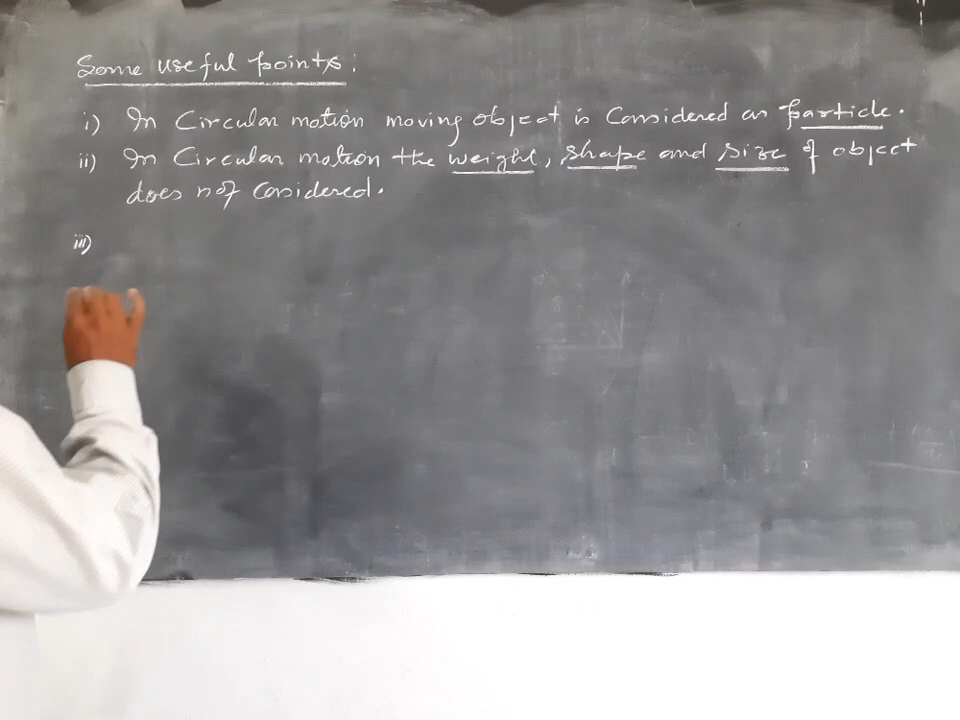 Some useful points:
i) In Circular motion moving object is Considered as particle.
ii) In Circular motion the weight, shape and size of object
does not considered.
iii)